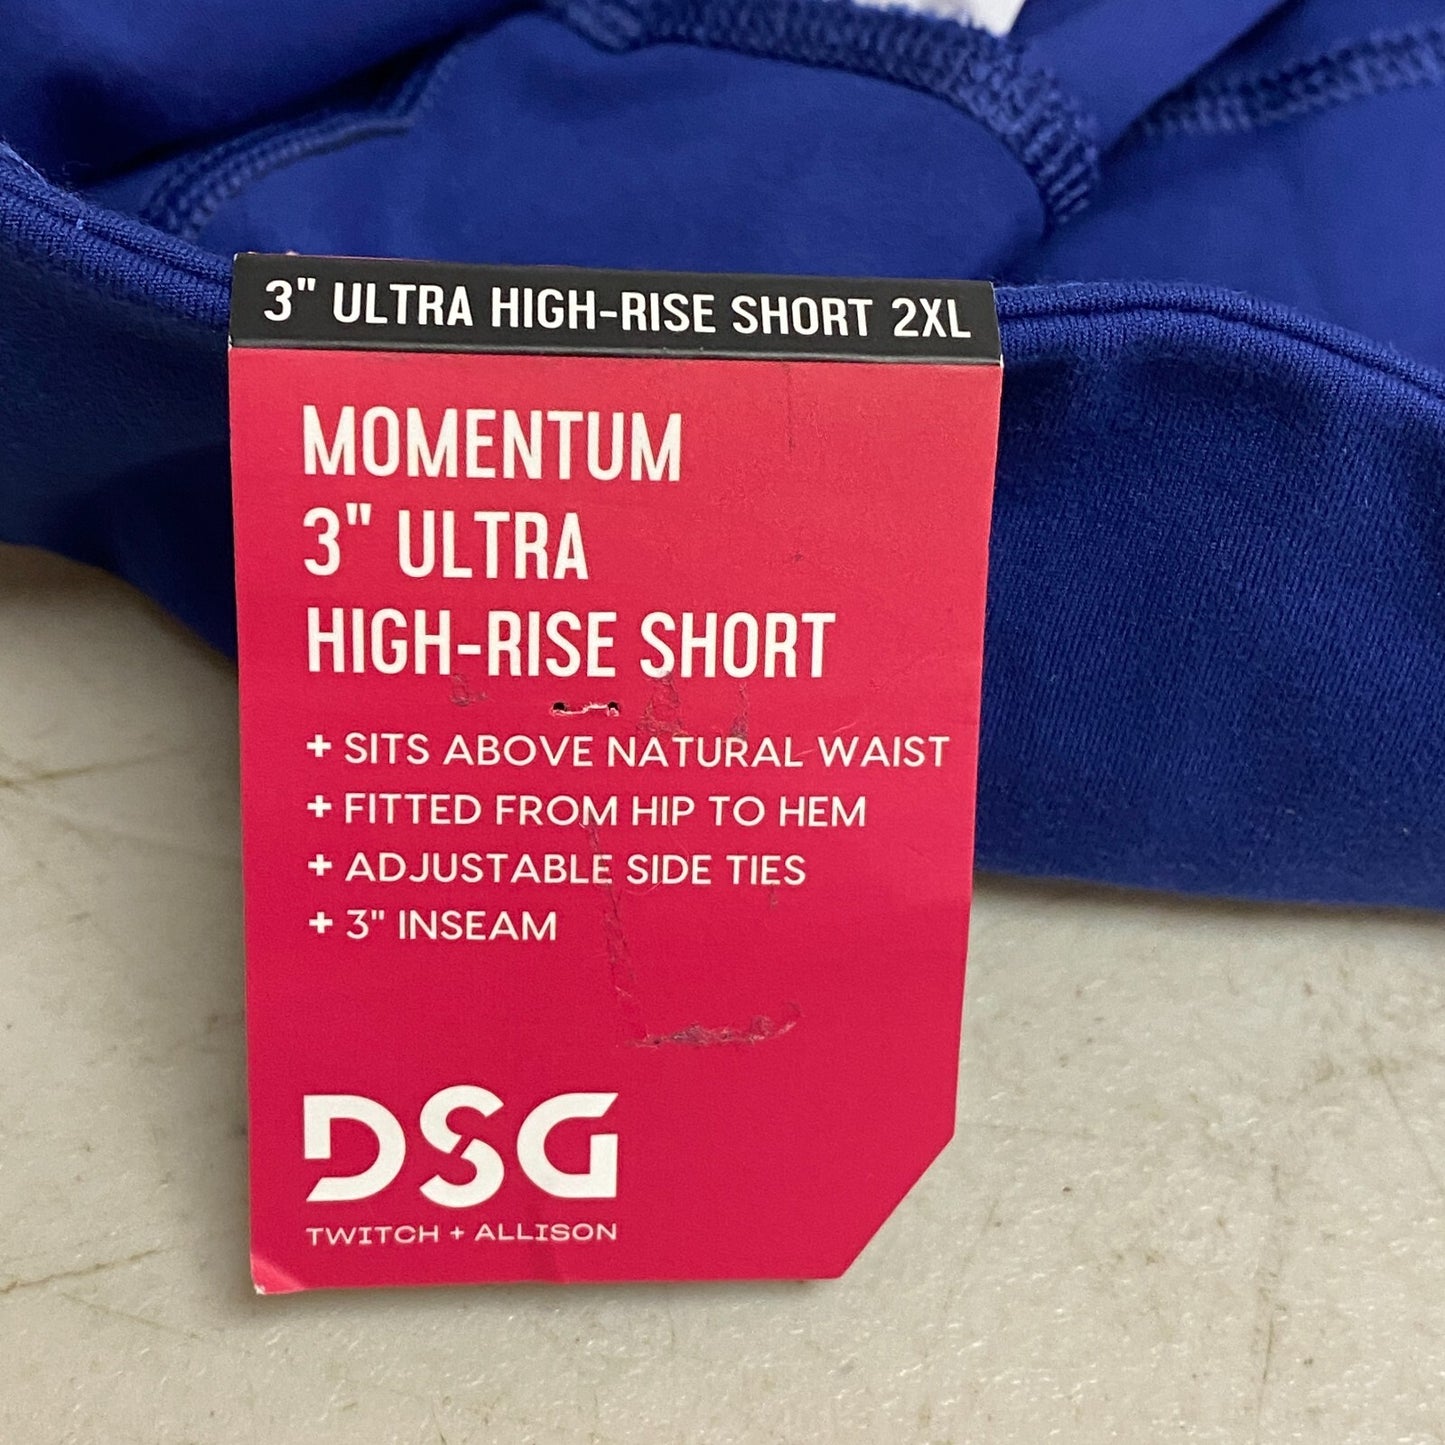 3" ULTRA HIGH-RISE SHORT 2XL
MOMENTUM
3" ULTRA
HIGH-RISE SHORT
+ SITS ABOVE NATURAL WAIST
+ FITTED FROM HIP TO HEM
+ ADJUSTABLE SIDE TIES
+ 3" INSEAM
DSG
TWITCH + ALLISON